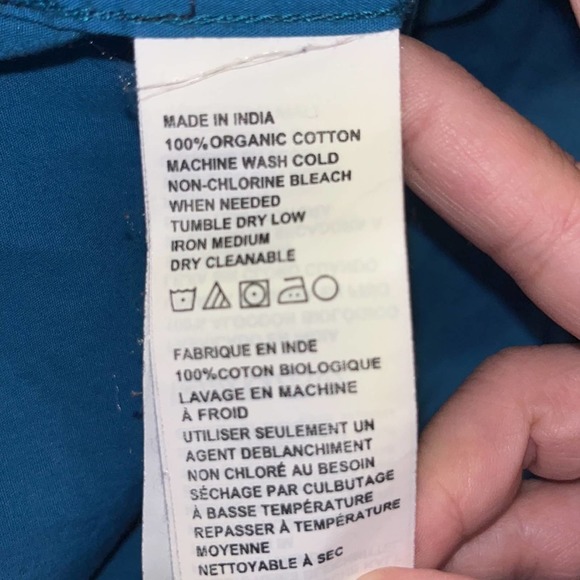 MADE IN INDIA
100%ORGANIC COTTON
MACHINE WASH COLD
NON-CHLORINE BLEACH
WHEN NEEDED
TUMBLE DRY LOW
IRON MEDIUM
DRY CLEANABLE
FABRIQUE EN INDE
100%COTON BIOLOGIQUE
LAVAGE EN MACHINE
À FROID
UTILISER SEULEMENT UN
AGENT DEBLANCHIMENT
NON CHLORÉ AU BESOIN
SÉCHAGE PAR CULBUTAGE
À BASSE TEMPÉRATURE
REPASSER À TEMPÉRATURE
MOYENNE
NETTOYABLE À SEC